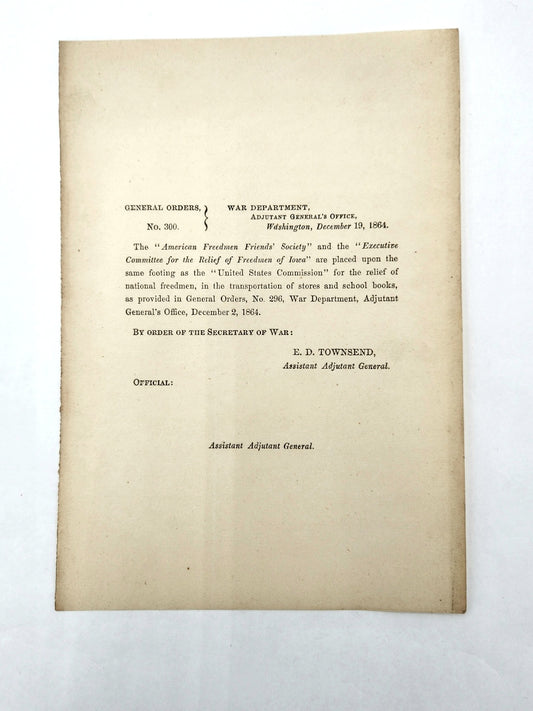 GENERAL ORDERS, } WAR DEPARTMENT,
ADJUTANT GENERAL'S OFFICE,
No. 300. Washington, December 19, 1864.
The "American Freedmen Friends' Society" and the "Executive
Committee for the Relief of Freedmen of Iowa" are placed upon the
same footing as the "United States Commission" for the relief of
national freedmen, in the transportation of stores and school books,
as provided in General Orders, No. 296, War Department, Adjutant
General's Office, December 2, 1864.
BY ORDER OF THE SECRETARY OF WAR:
E. D. TOWNSEND,
Assistant Adjutant General.
OFFICIAL:
Assistant Adjutant General.